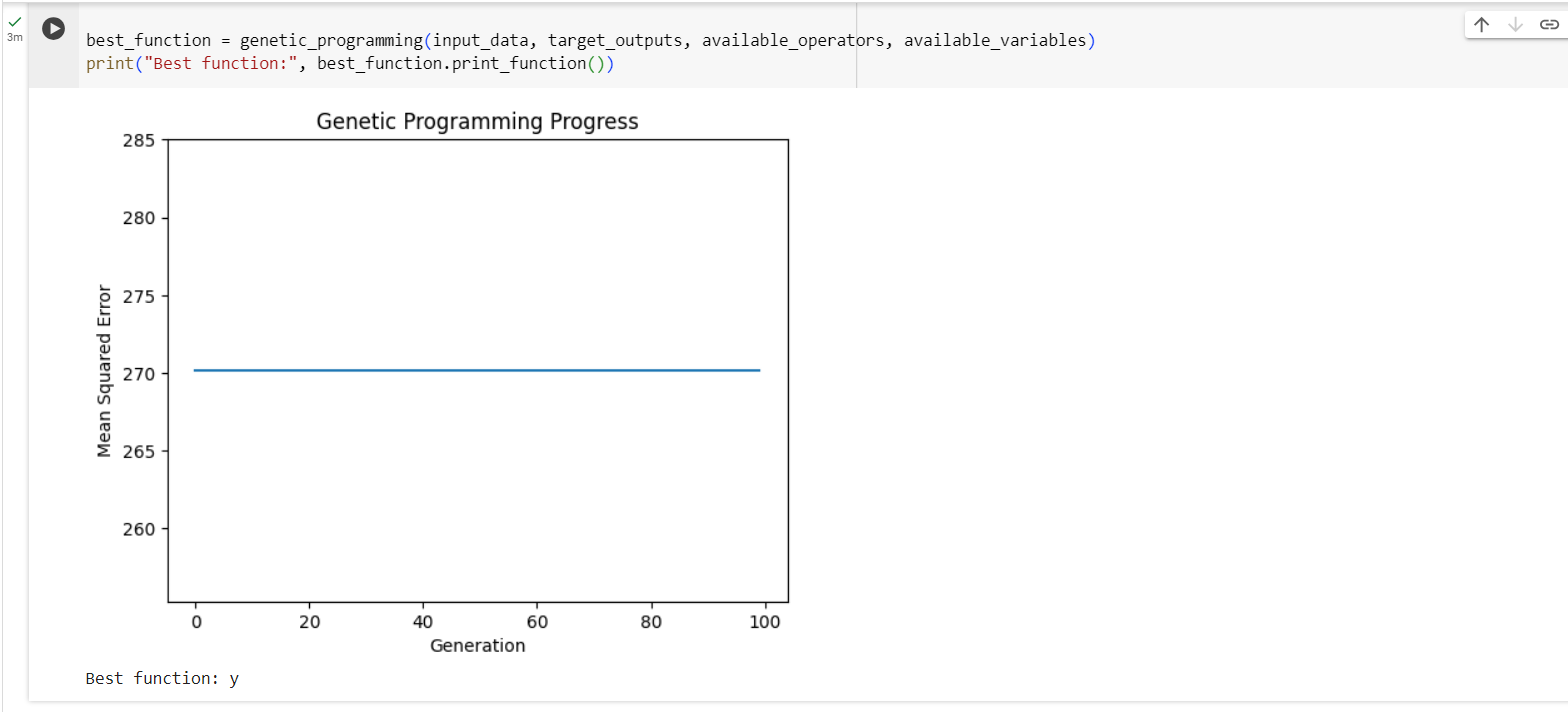 3m
best_function = genetic_programming(input_data, target_outputs, available_operators, available_variables)
print("Best function:", best_function.print_function())
Genetic Programming Progress
285
280
275
270
265
260
Mean Squared Error
0 20 40 60 80 100
Generation
Best function: y